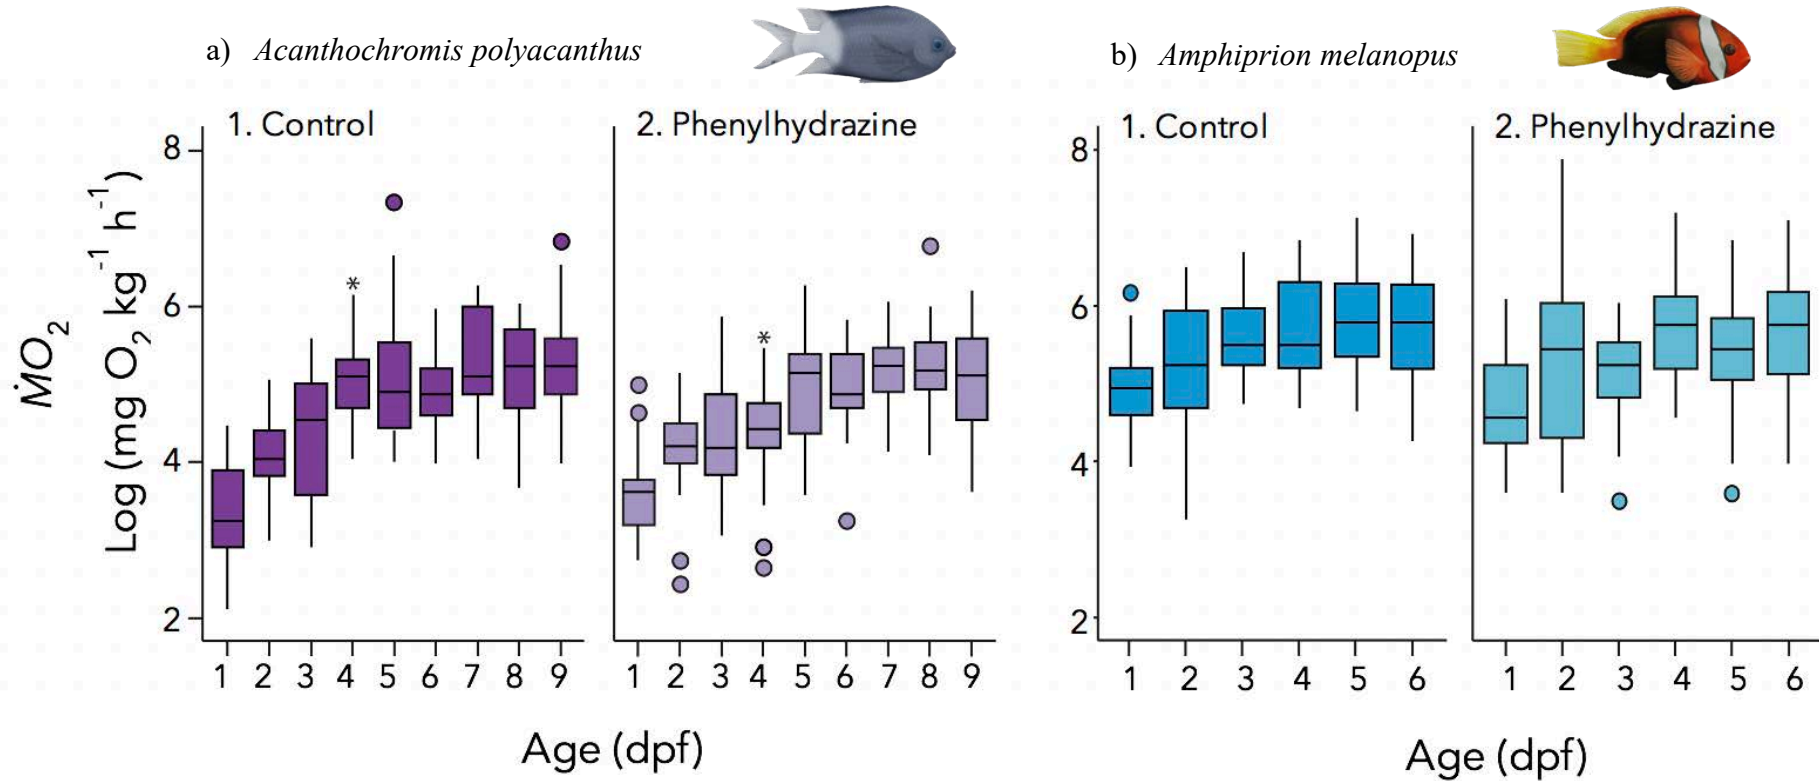 a) Acanthochromis polyacanthus
b) Amphiprion melanopus
1. Control
2. Phenylhydrazine
1. Control
2. Phenylhydrazine
ṀO₂
Log (mg O₂ kg⁻¹ h⁻¹)
8
6
4
2
*
*
8
6
4
2
1 2 3 4 5 6 7 8 9
1 2 3 4 5 6 7 8 9
1 2 3 4 5 6
1 2 3 4 5 6
Age (dpf)
Age (dpf)